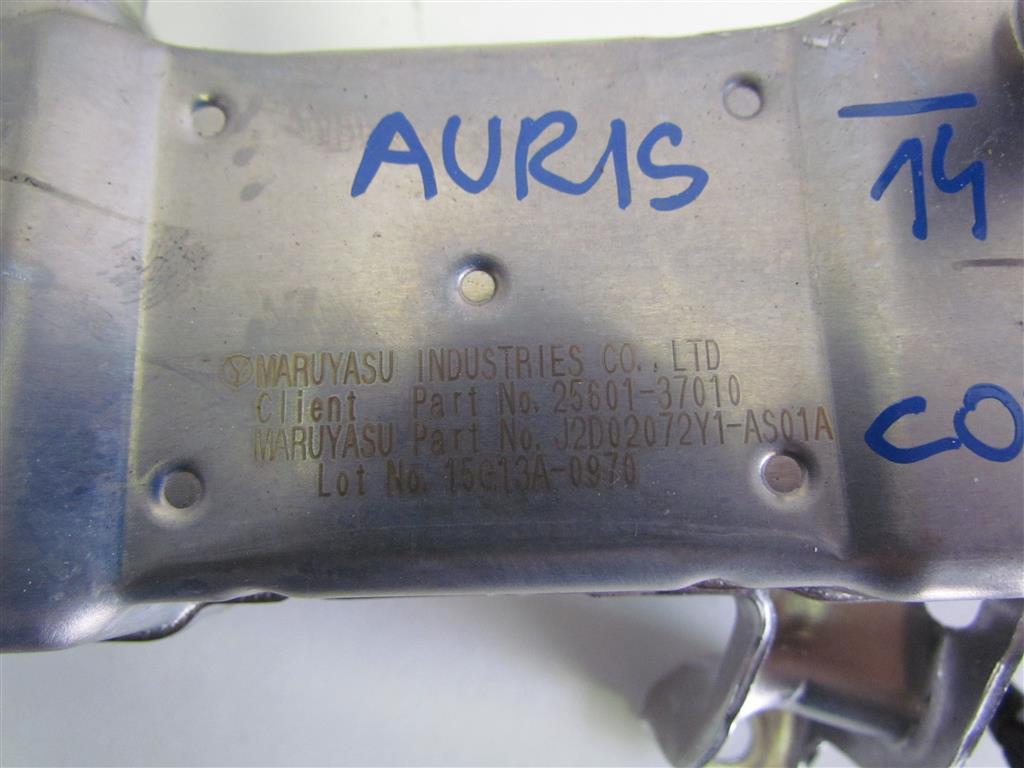 AURIS
14
MARUYASU INDUSTRIES CO., LTD
Client Part No. 25601-37010
MARUYASU Part No. J2D02072Y1-AS01A
Lot No. 15G13A-0970
CO